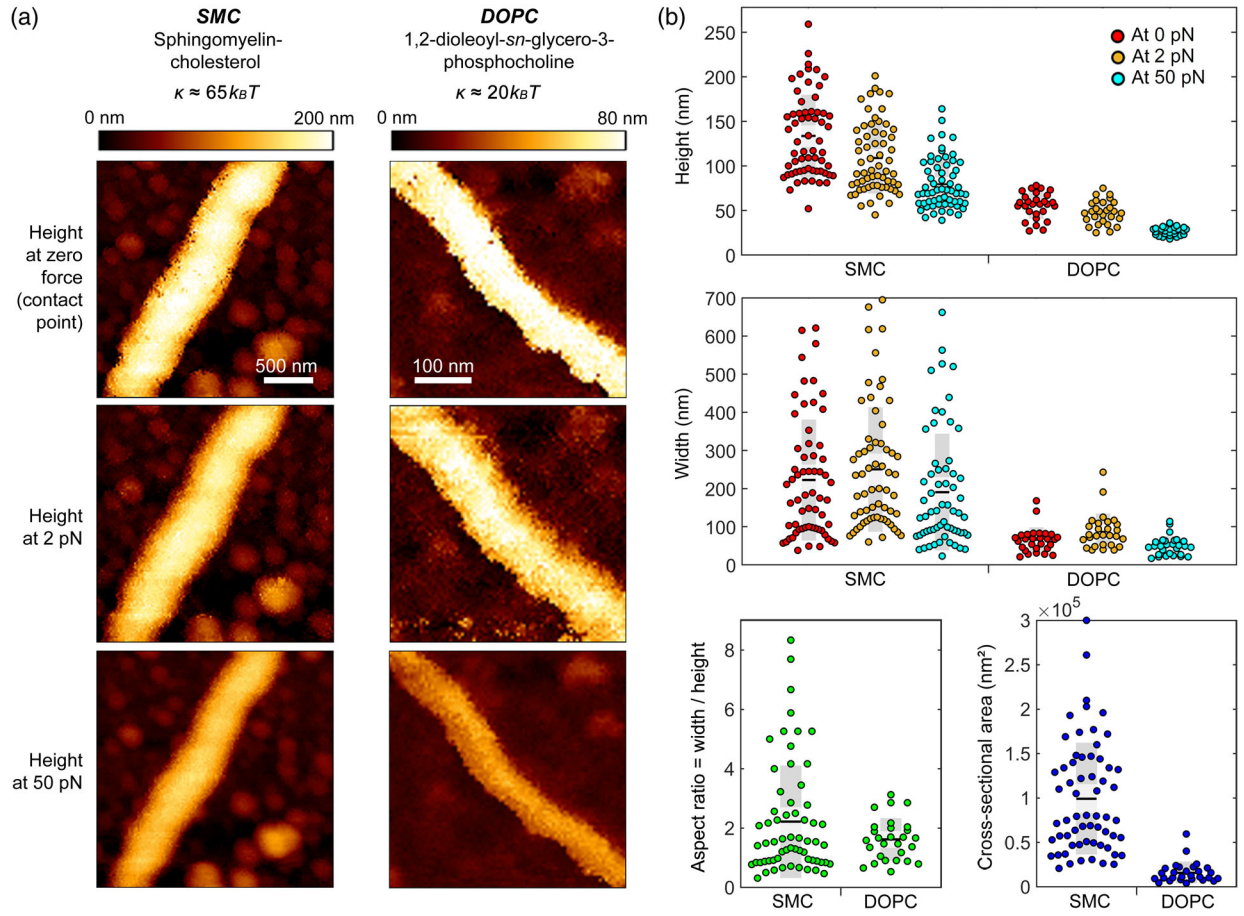 (a)
SMC
Sphingomyelin-
cholesterol
κ ≈ 65kBT
0 nm 200 nm
DOPC
1,2-dioleoyl-sn-glycero-3-
phosphocholine
κ ≈ 20kBT
0 nm 80 nm
Height
at zero
force
(contact
point)
500 nm
100 nm
Height
at 2 pN
Height
at 50 pN
(b)
Height (nm)
250
200
150
100
50
0
At 0 pN
At 2 pN
At 50 pN
SMC DOPC
Width (nm)
700
600
500
400
300
200
100
0
SMC DOPC
Aspect ratio = width / height
8
6
4
2
0
SMC DOPC
Cross-sectional area (nm²)
×10⁵
3
2.5
2
1.5
1
0.5
0
SMC DOPC